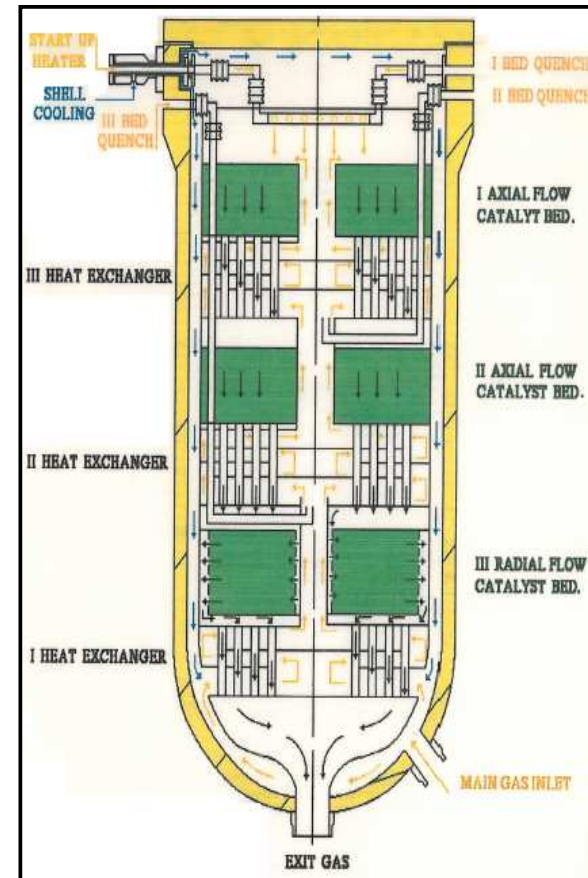 START UP
HEATER
SHELL
COOLING
III BED
QUENCH
I BED QUENCH
II BED QUENCH
I AXIAL FLOW
CATALYT BED.
III HEAT EXCHANGER
II AXIAL FLOW
CATALYST BED.
II HEAT EXCHANGER
III RADIAL FLOW
CATALYST BED.
I HEAT EXCHANGER
MAIN GAS INLET
EXIT GAS